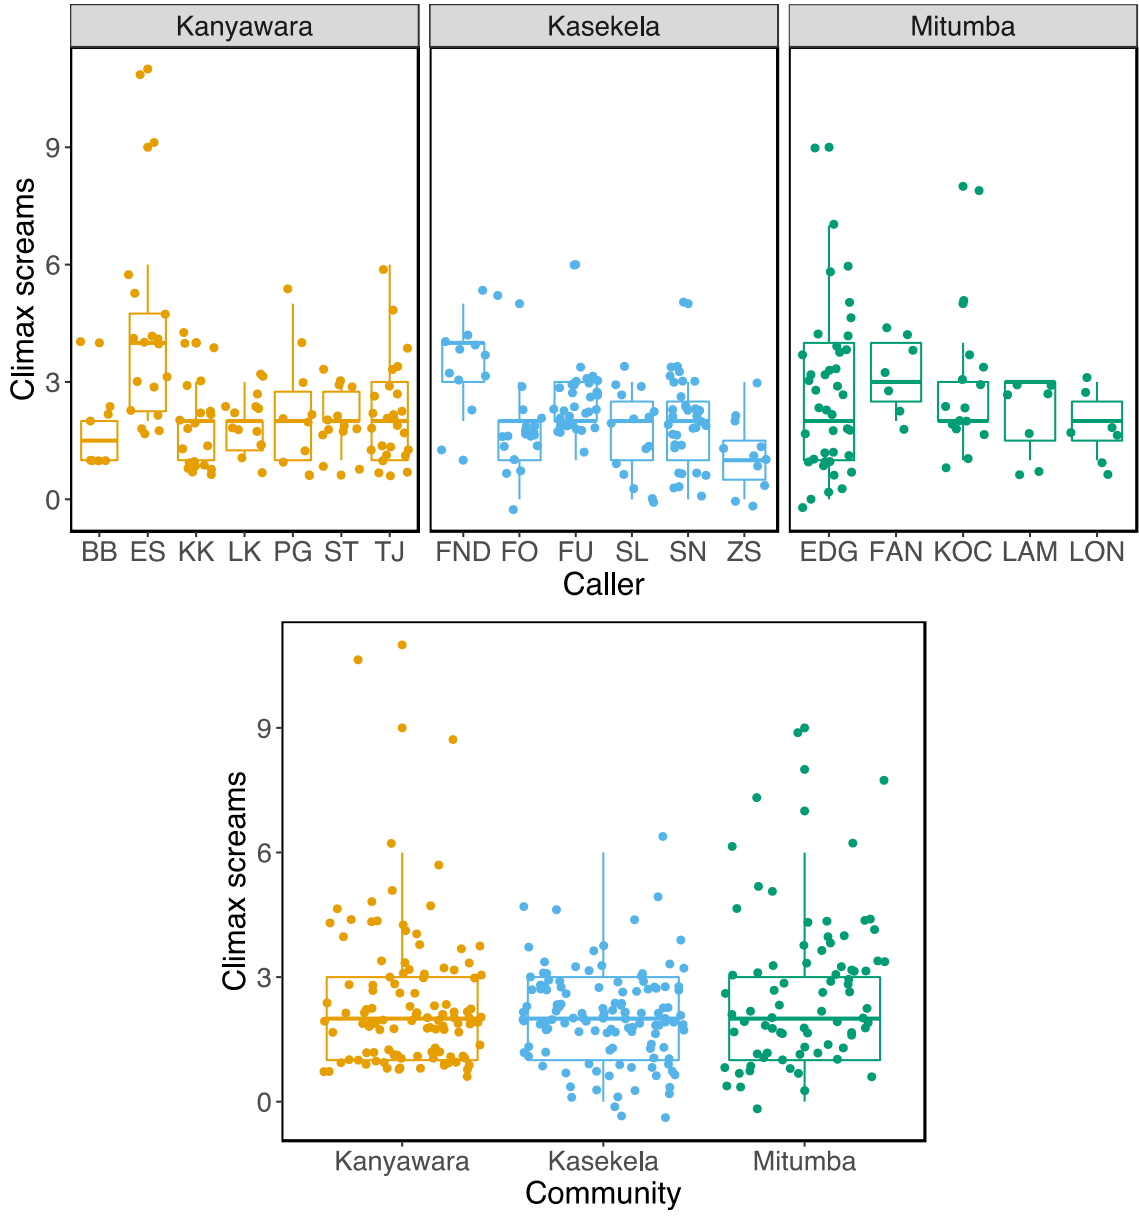 Kanyawara Kasekela Mitumba
Climax screams
9
6
3
0
BB ES KK LK PG ST TJ FND FO FU SL SN ZS EDG FAN KOC LAM LON
Caller
Climax screams
9
6
3
0
Kanyawara Kasekela Mitumba
Community